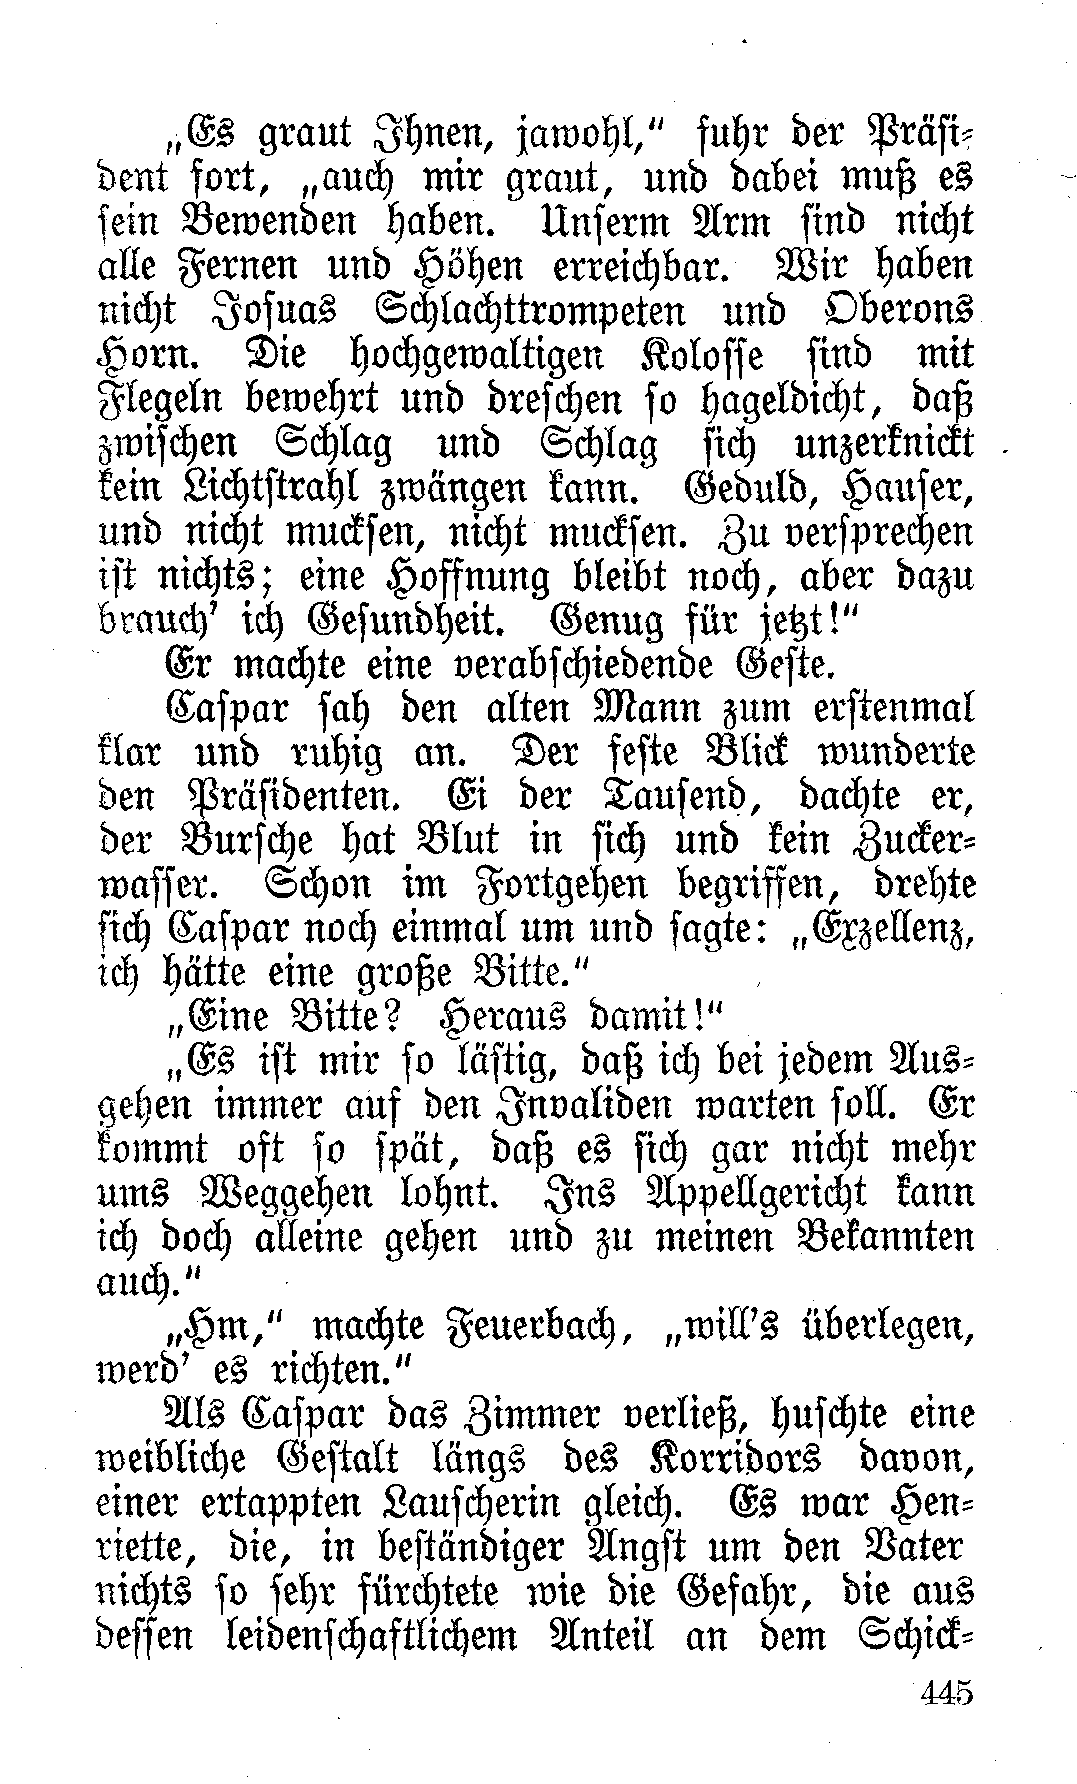 „Es graut Ihnen, jawohl,“ fuhr der Präsi-
dent fort, „auch mir graut, und dabei muß es
sein Bewenden haben. Unserm Arm sind nicht
alle Fernen und Höhen erreichbar. Wir haben
nicht Josuas Schlachttrompeten und Oberons
Horn. Die hochgewaltigen Kolosse sind mit
Flegeln bewehrt und dreschen so hageldicht, daß
zwischen Schlag und Schlag sich unzerknickt
kein Lichtstrahl zwängen kann. Geduld, Hauser,
und nicht mucksen, nicht mucksen. Zu versprechen
ist nichts; eine Hoffnung bleibt noch, aber dazu
brauch’ ich Gesundheit. Genug für jetzt!“
Er machte eine verabschiedende Geste.
Caspar sah den alten Mann zum erstenmal
klar und ruhig an. Der feste Blick wunderte
den Präsidenten. Ei der Tausend, dachte er,
der Bursche hat Blut in sich und kein Zucker-
wasser. Schon im Fortgehen begriffen, drehte
sich Caspar noch einmal um und sagte: „Exzellenz,
ich hätte eine große Bitte.“
„Eine Bitte? Heraus damit!“
„Es ist mir so lästig, daß ich bei jedem Aus-
gehen immer auf den Invaliden warten soll. Er
kommt oft so spät, daß es sich gar nicht mehr
ums Weggehen lohnt. Ins Appellgericht kann
ich doch alleine gehen und zu meinen Bekannten
auch.“
„Hm,“ machte Feuerbach, „will’s überlegen,
werd’ es richten.“
Als Caspar das Zimmer verließ, huschte eine
weibliche Gestalt längs des Korridors davon,
einer ertappten Lauscherin gleich. Es war Hen-
riette, die, in beständiger Angst um den Vater
nichts so sehr fürchtete wie die Gefahr, die aus
dessen leidenschaftlichem Anteil an dem Schick-
445